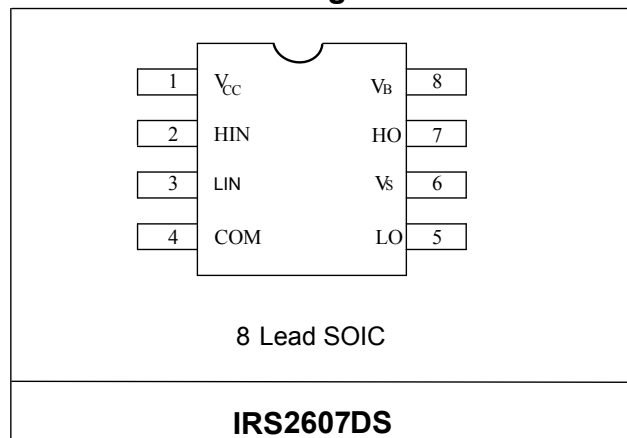 1 VCC VB 8
2 HIN HO 7
3 LIN VS 6
4 COM LO 5
8 Lead SOIC
IRS2607DS